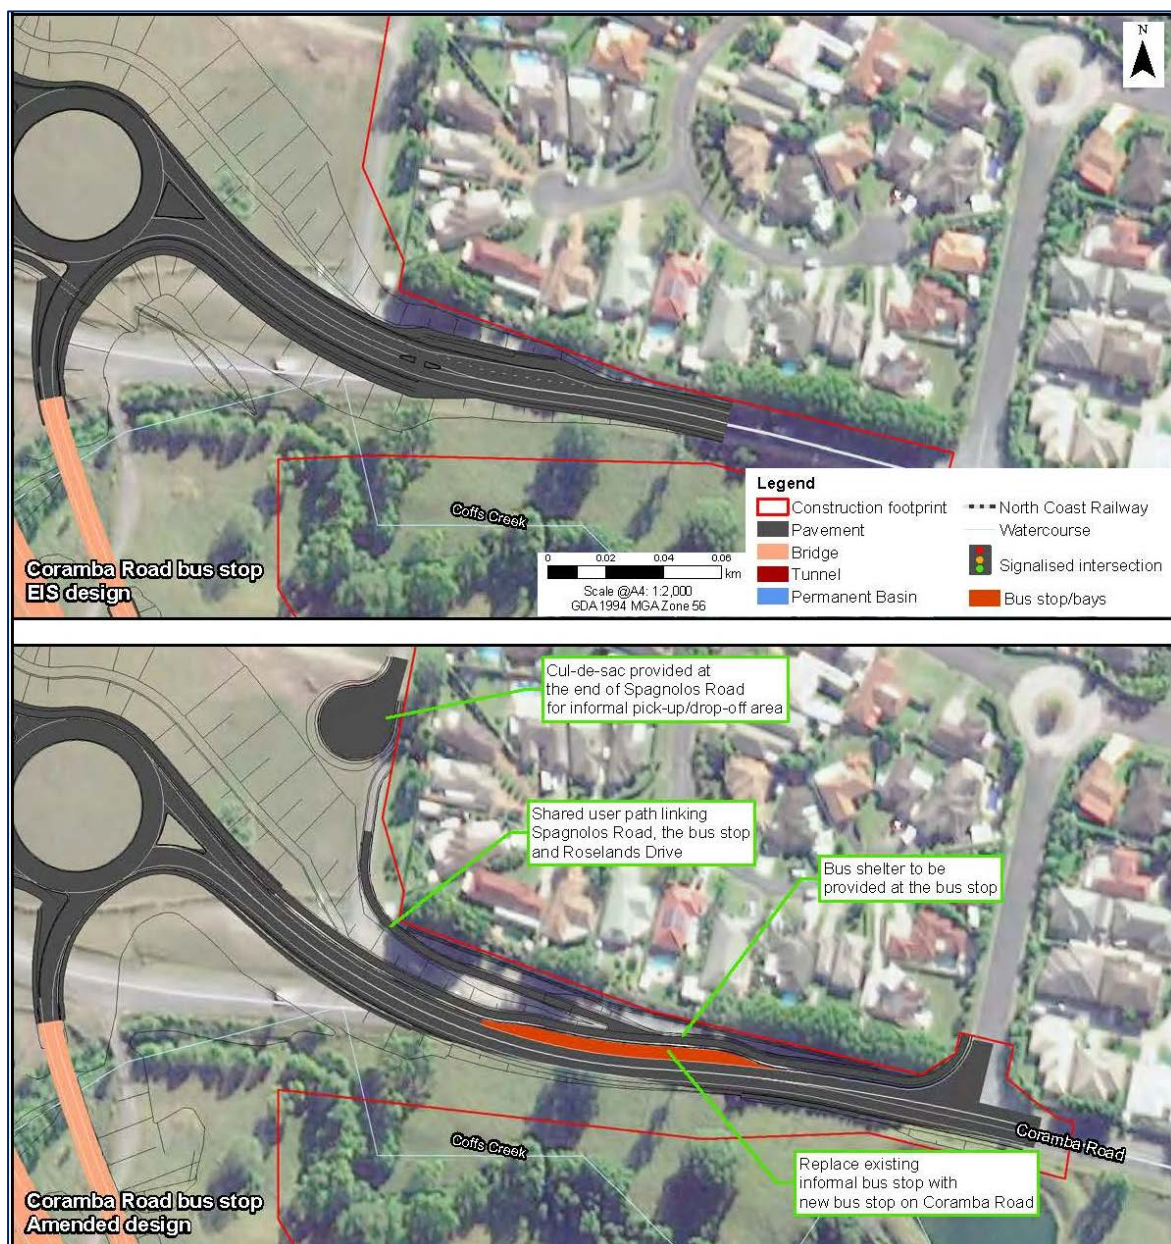 N
Coffs Creek
Coramba Road bus stop
EIS design
0 0.02 0.04 0.06
km
Scale @A4: 1:2,000
GDA 1994 MGA Zone 56
Legend
Construction footprint
Pavement
Bridge
Tunnel
Permanent Basin
North Coast Railway
Watercourse
Signalised intersection
Bus stop/bays
Cul-de-sac provided at
the end of Spagnolos Road
for informal pick-up/drop-off area
Shared user path linking
Spagnolos Road, the bus stop
and Roselands Drive
Bus shelter to be
provided at the bus stop
Coramba Road
Coffs Creek
Replace existing
informal bus stop with
new bus stop on Coramba Road
Coramba Road bus stop
Amended design